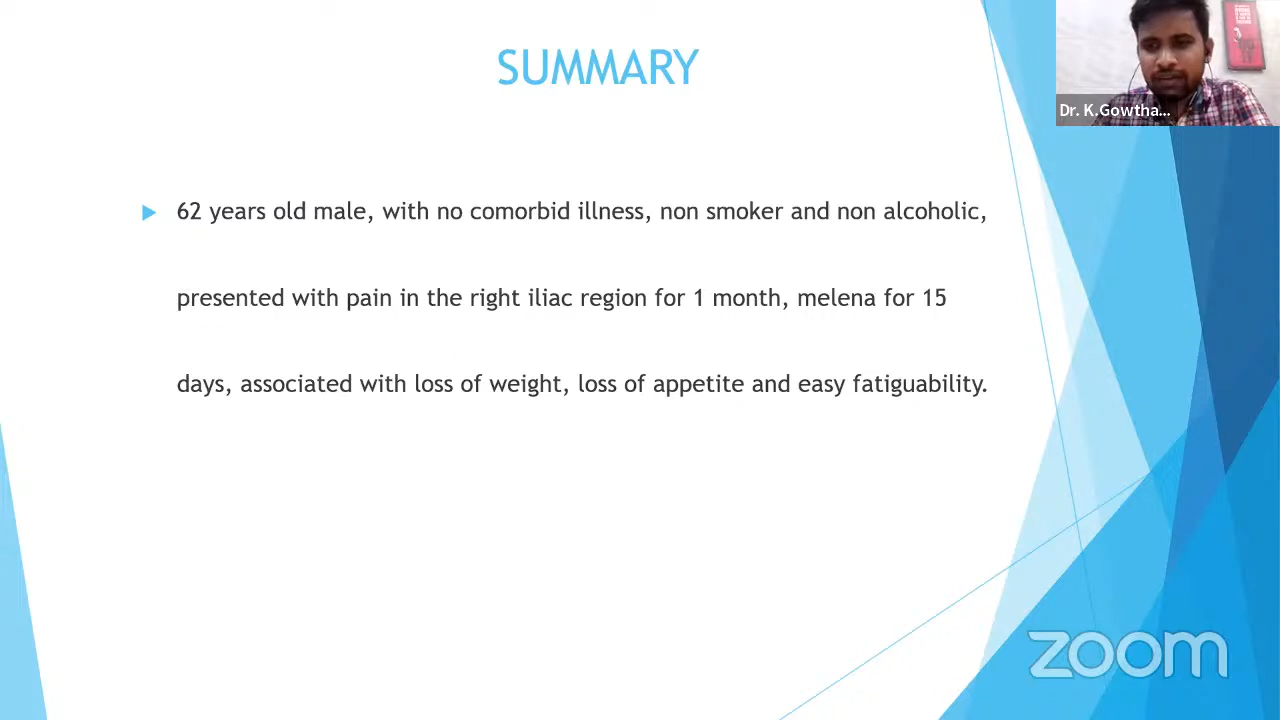 SUMMARY
Dr. K.Gowtha...
62 years old male, with no comorbid illness, non smoker and non alcoholic,
presented with pain in the right iliac region for 1 month, melena for 15
days, associated with loss of weight, loss of appetite and easy fatiguability.
zoom